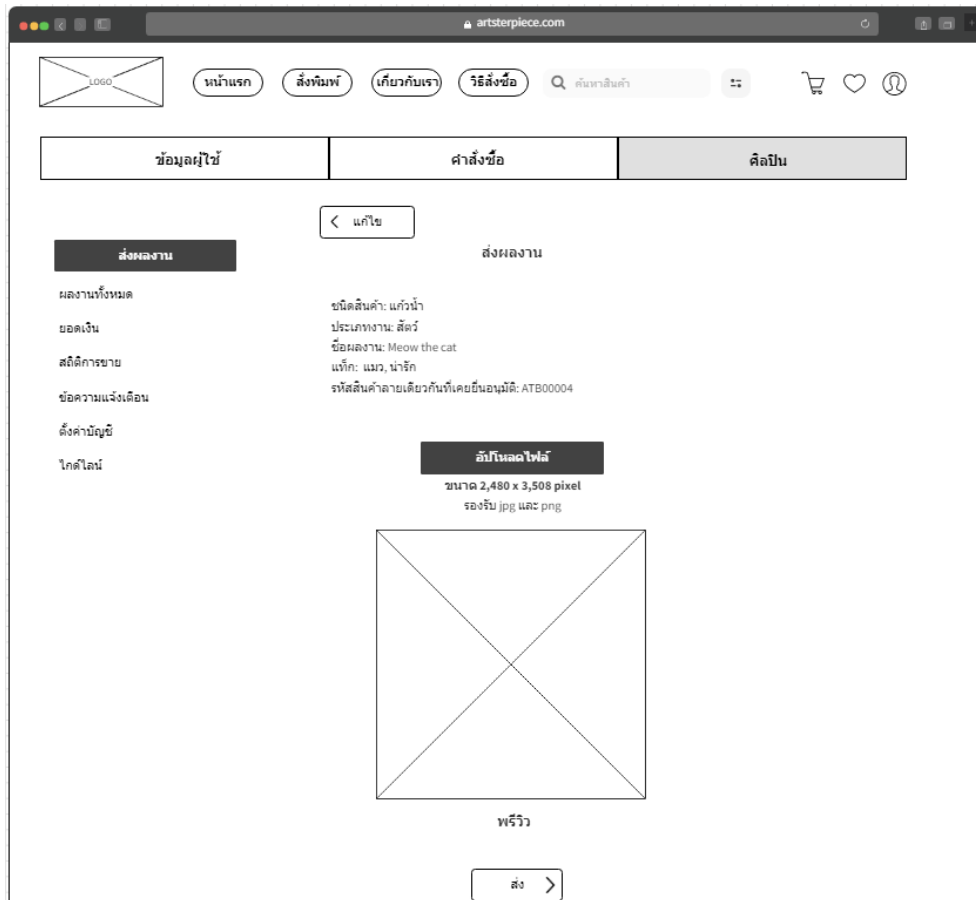 artsterpiece.com
LOGO
หน้าแรก
สั่งพิมพ์
เกี่ยวกับเรา
วิธีสั่งซื้อ
ค้นหาสินค้า
ข้อมูลผู้ใช้
คำสั่งซื้อ
ศิลปิน
แก้ไข
ส่งผลงาน
ผลงานทั้งหมด
ยอดเงิน
สถิติการขาย
ข้อความแจ้งเตือน
ตั้งค่าบัญชี
ไกด์ไลน์
ส่งผลงาน
ชนิดสินค้า: แก้วน้ำ
ประเภทงาน: สัตว์
ชื่อผลงาน: Meow the cat
แท็ก: แมว, น่ารัก
รหัสสินค้าลายเดียวกันที่เคยยื่นอนุมัติ: ATB00004
อัปโหลดไฟล์
ขนาด 2,480 x 3,508 pixel
รองรับ jpg และ png
พรีวิว
ส่ง